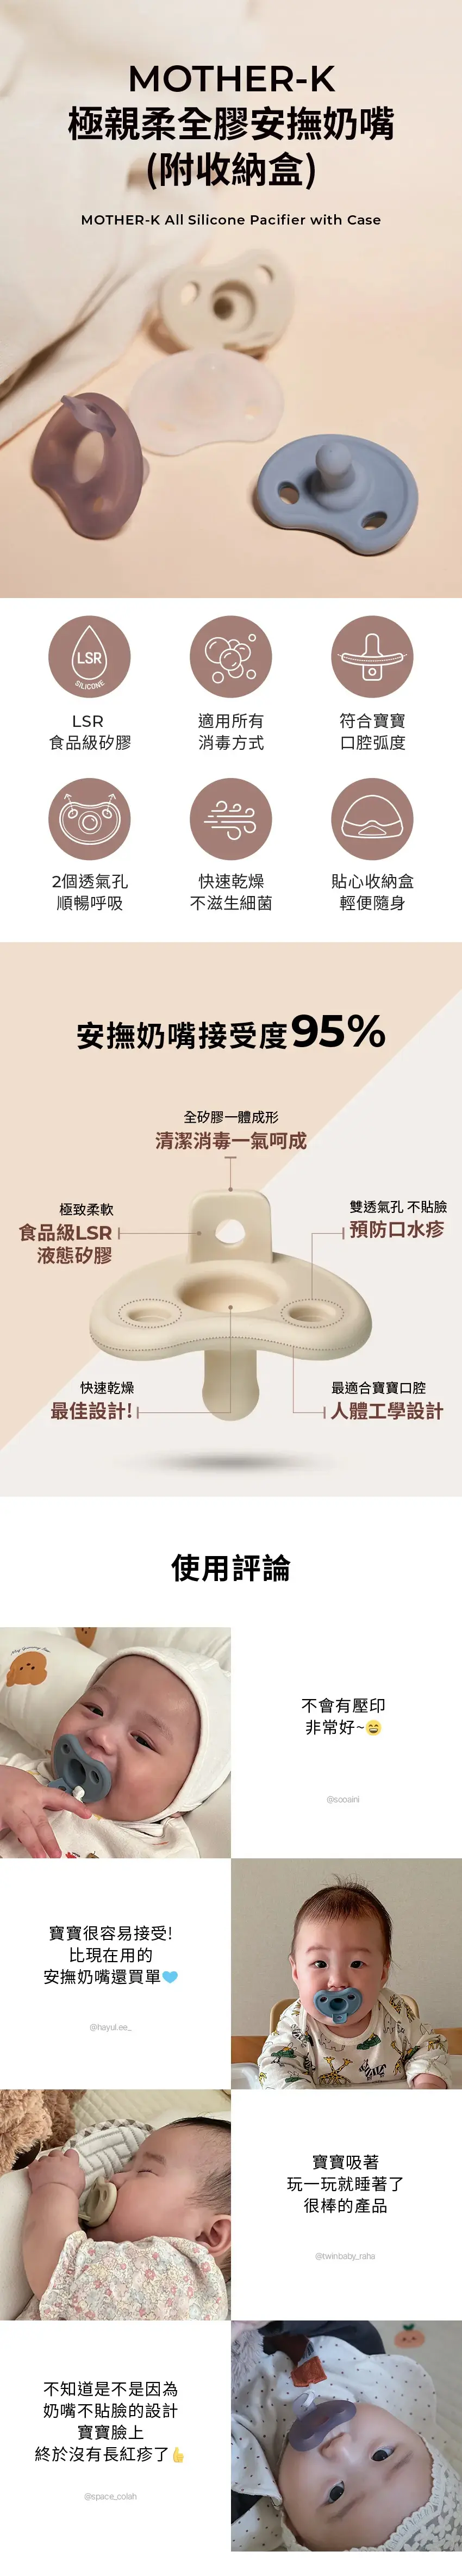 MOTHER-K
極親柔全膠安撫奶嘴
(附收納盒)
MOTHER-K All Silicone Pacifier with Case
LSR
SILICONE
LSR
食品級矽膠
適用所有
消毒方式
符合寶寶
口腔弧度
2個透氣孔
順暢呼吸
快速乾燥
不滋生細菌
貼心收納盒
輕便隨身
安撫奶嘴接受度95%
全矽膠一體成形
清潔消毒一氣呵成
極致柔軟
食品級LSR
液態矽膠
雙透氣孔 不貼臉
預防口水疹
快速乾燥
最佳設計!
最適合寶寶口腔
人體工學設計
使用評論
不會有壓印
非常好~😄
@sooaini
寶寶很容易接受!
比現在用的
安撫奶嘴還買單🩵
@hayul.ee_
寶寶吸著
玩一玩就睡著了
很棒的產品
@twinbaby_raha
不知道是不是因為
奶嘴不貼臉的設計
寶寶臉上
終於沒有長紅疹了👍
@space_colah